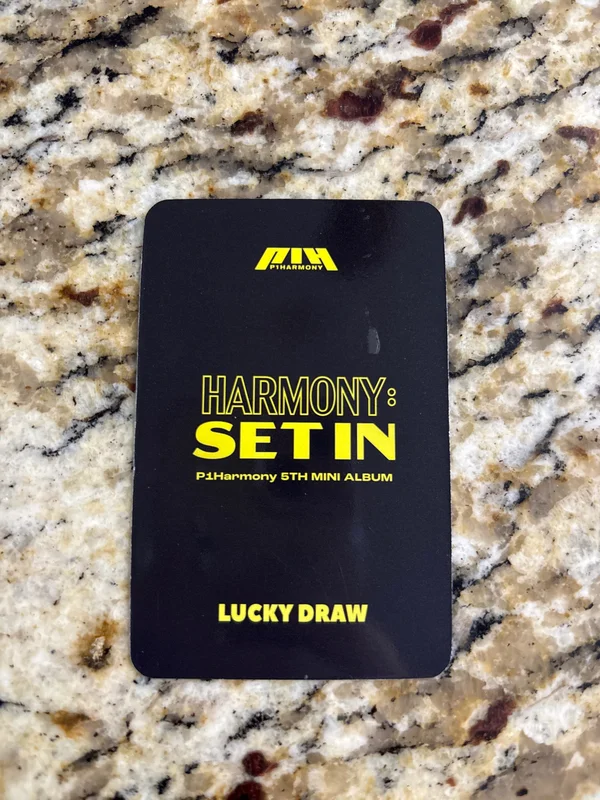 P1H
P1HARMONY
HARMONY:
SET IN
P1Harmony 5TH MINI ALBUM
LUCKY DRAW